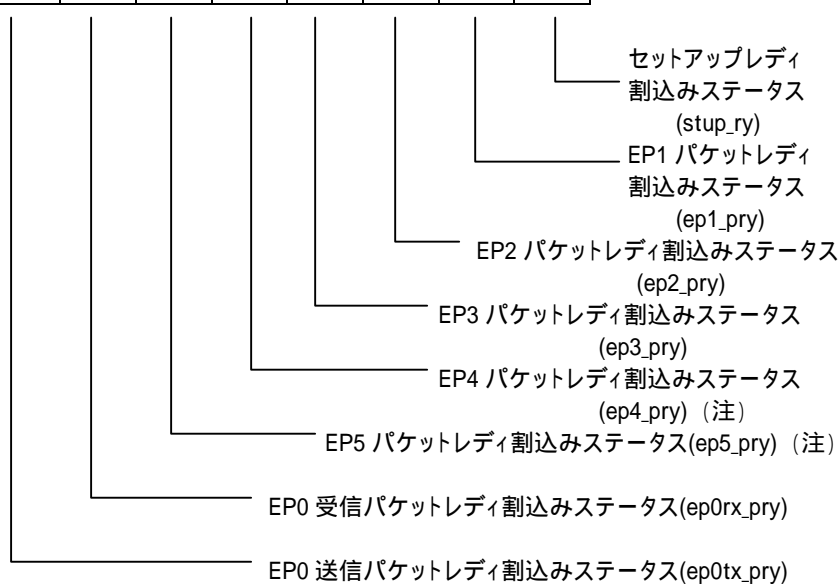 セットアップレディ
割込みステータス
(stup_ry)
EP1 パケットレディ
割込みステータス
(ep1_pry)
EP2 パケットレディ割込みステータス
(ep2_pry)
EP3 パケットレディ割込みステータス
(ep3_pry)
EP4 パケットレディ割込みステータス
(ep4_pry)（注）
EP5 パケットレディ割込みステータス(ep5_pry)（注）
EP0 受信パケットレディ割込みステータス(ep0rx_pry)
EP0 送信パケットレディ割込みステータス(ep0tx_pry)